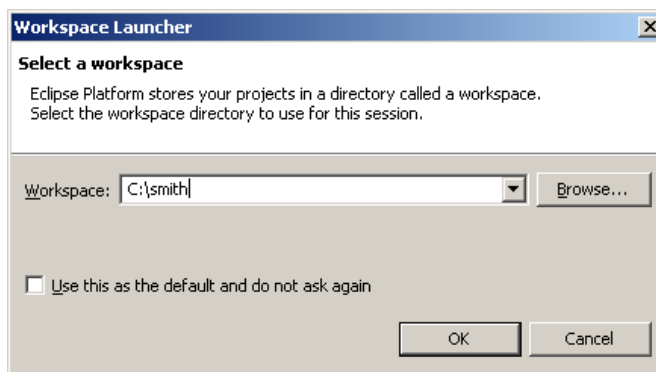 Workspace Launcher
Select a workspace
Eclipse Platform stores your projects in a directory called a workspace.
Select the workspace directory to use for this session.
Workspace: C:\smith Browse...
Use this as the default and do not ask again
OK Cancel